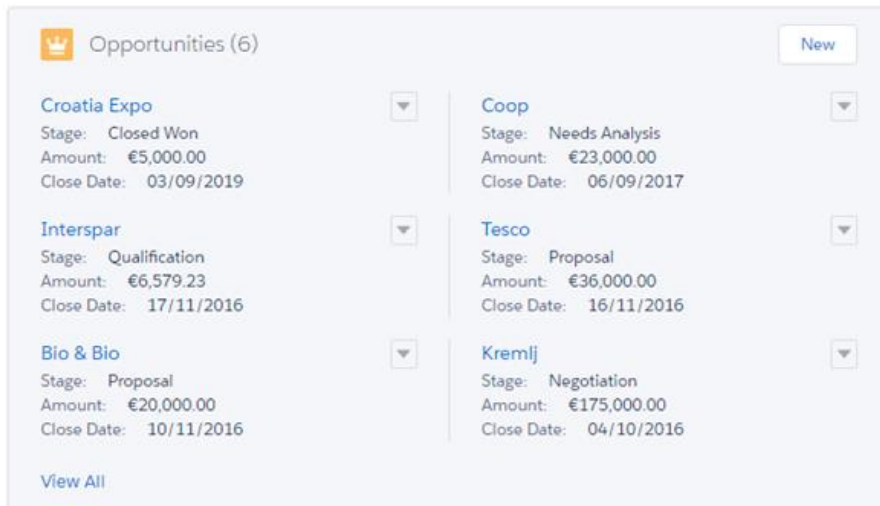 Opportunities (6)
New
Croatia Expo
Stage: Closed Won
Amount: €5,000.00
Close Date: 03/09/2019
Coop
Stage: Needs Analysis
Amount: €23,000.00
Close Date: 06/09/2017
Interspar
Stage: Qualification
Amount: €6,579.23
Close Date: 17/11/2016
Tesco
Stage: Proposal
Amount: €36,000.00
Close Date: 16/11/2016
Bio & Bio
Stage: Proposal
Amount: €20,000.00
Close Date: 10/11/2016
Kremlj
Stage: Negotiation
Amount: €175,000.00
Close Date: 04/10/2016
View All